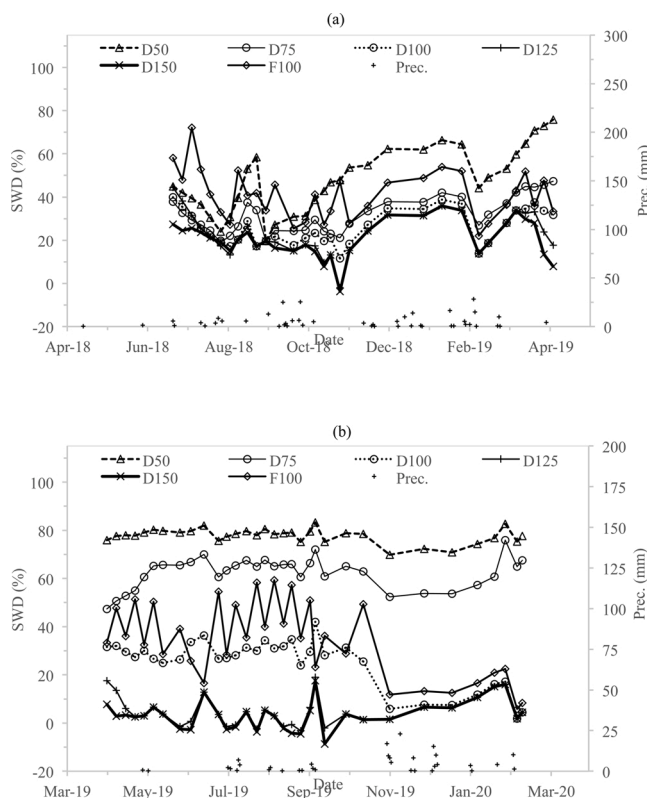 (a)
D50 D75 D100 D125
D150 F100 Prec.
100
80
60
40
20
0
-20
SWD (%)
300
250
200
150
100
50
0
Prec. (mm)
Apr-18 Jun-18 Aug-18 Oct-18 Dec-18 Feb-19 Apr-19
Date
(b)
D50 D75 D100 D125
D150 F100 Prec.
100
80
60
40
20
0
-20
SWD (%)
200
175
150
125
100
75
50
25
0
Prec. (mm)
Mar-19 May-19 Jul-19 Sep-19 Nov-19 Jan-20 Mar-20
Date